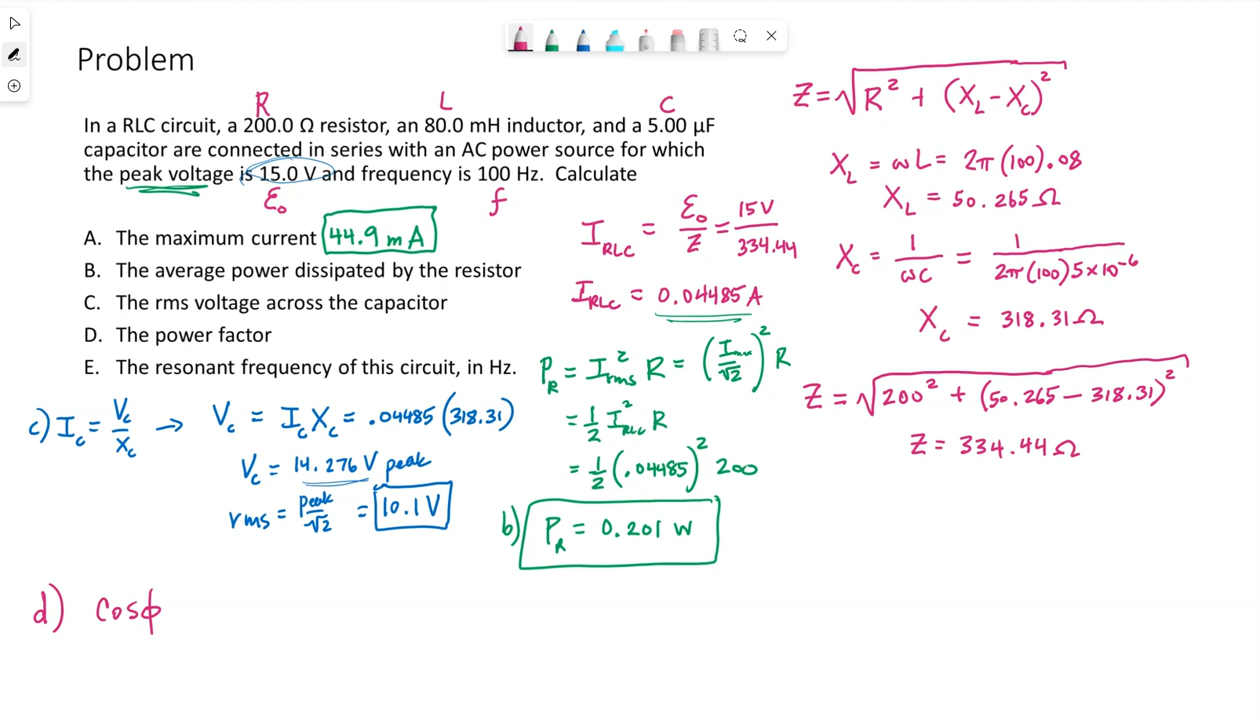 Problem
R L C
In a RLC circuit, a 200.0 Ω resistor, an 80.0 mH inductor, and a 5.00 μF
capacitor are connected in series with an AC power source for which
the peak voltage is 15.0 V and frequency is 100 Hz. Calculate
ℰ₀ f
A. The maximum current 44.9 mA
B. The average power dissipated by the resistor
C. The rms voltage across the capacitor
D. The power factor
E. The resonant frequency of this circuit, in Hz.
Z = √(R² + (X_L − X_C)²)
X_L = ωL = 2π(100).08
X_L = 50.265Ω
X_C = 1/ωC = 1/2π(100)5×10⁻⁶
X_C = 318.31Ω
Z = √(200² + (50.265 − 318.31)²)
Z = 334.44Ω
I_RLC = ℰ₀/Z = 15V/334.44
I_RLC = 0.04485A
P_R = I²_rms R = (I_max/√2)² R
= ½ I²_RLC R
= ½ (.04485)² 200
b) P_R = 0.201 W
c) I_C = V_C/X_C → V_C = I_C X_C = .04485(318.31)
V_C = 14.276 V peak
rms = peak/√2 = 10.1V
d) cosϕ